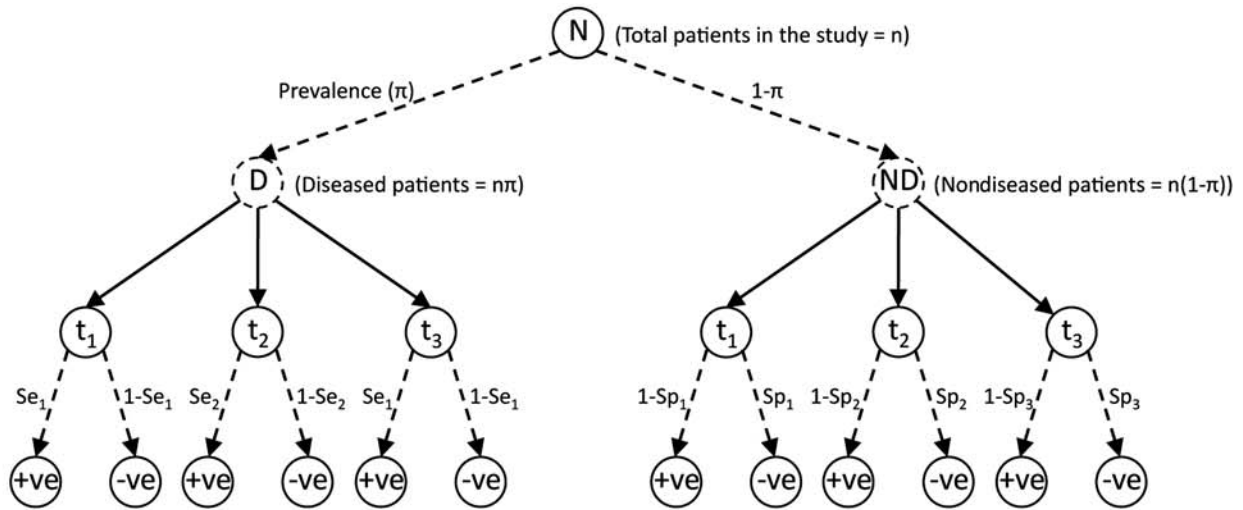 N (Total patients in the study = n)
Prevalence (π) 1-π
D (Diseased patients = nπ) ND (Nondiseased patients = n(1-π))
t₁ t₂ t₃ t₁ t₂ t₃
Se₁ 1-Se₁ Se₂ 1-Se₂ Se₁ 1-Se₁ 1-Sp₁ Sp₁ 1-Sp₂ Sp₂ 1-Sp₃ Sp₃
+ve -ve +ve -ve +ve -ve +ve -ve +ve -ve +ve -ve